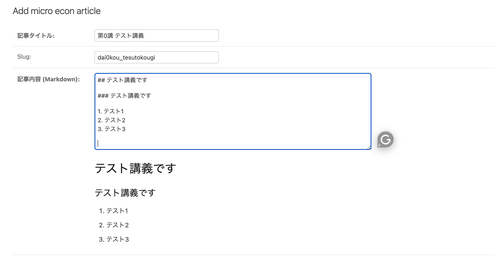 Add micro econ article
記事タイトル:
第0講 テスト講義
Slug:
dai0kou_tesutokougi
記事内容 (Markdown):
## テスト講義です
### テスト講義です
1. テスト1
2. テスト2
3. テスト3
テスト講義です
テスト講義です
1. テスト1
2. テスト2
3. テスト3